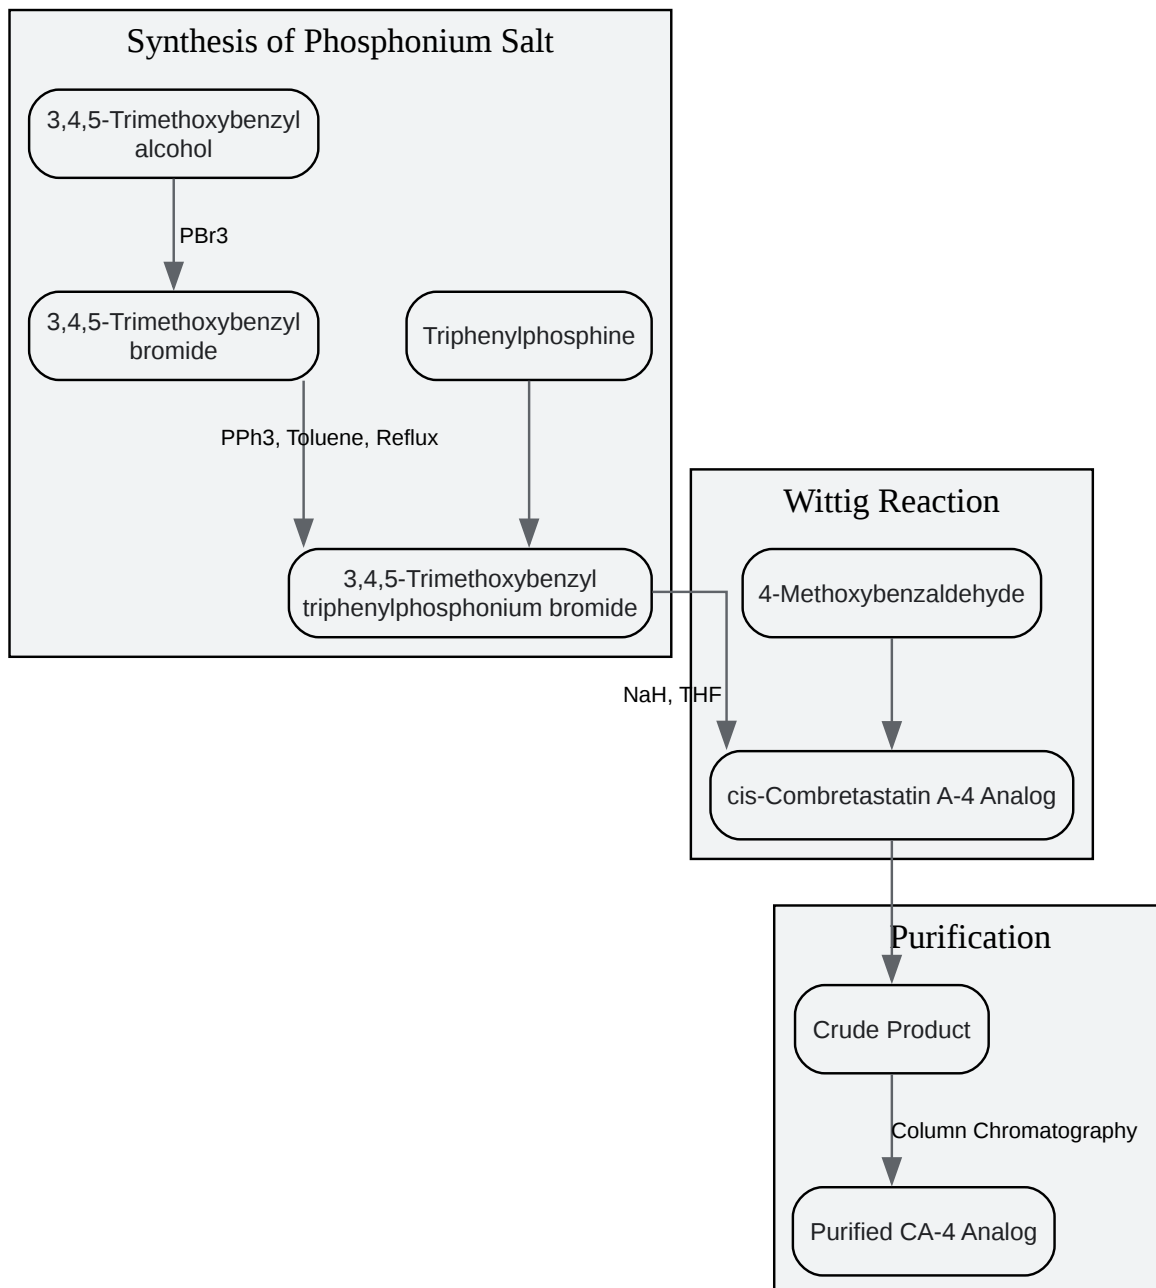 Synthesis of Phosphonium Salt
3,4,5-Trimethoxybenzyl
alcohol
PBr3
3,4,5-Trimethoxybenzyl
bromide
Triphenylphosphine
PPh3, Toluene, Reflux
3,4,5-Trimethoxybenzyl
triphenylphosphonium bromide
Wittig Reaction
4-Methoxybenzaldehyde
NaH, THF
cis-Combretastatin A-4 Analog
Purification
Crude Product
Column Chromatography
Purified CA-4 Analog